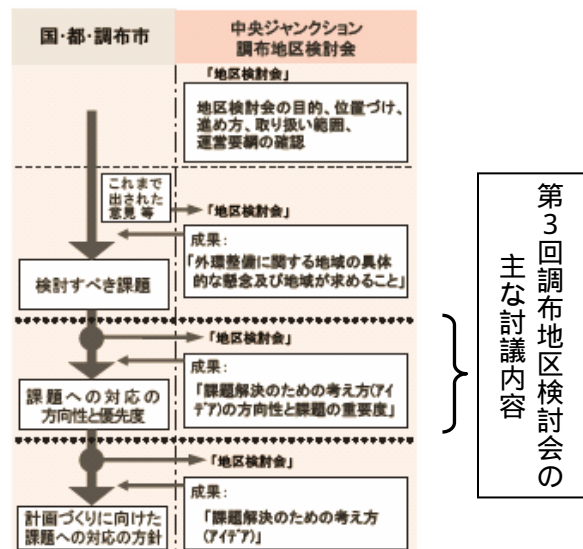 国・都・調布市
中央ジャンクション
調布地区検討会
「地区検討会」
地区検討会の目的、位置づけ、
進め方、取り扱い範囲、
運営要綱の確認
これまで
出された
意見等
「地区検討会」
成果：
「外環整備に関する地域の具体
的な懸念及び地域が求めること」
検討すべき課題
「地区検討会」
成果：
「課題解決のための考え方(アイ
デア)の方向性と課題の重要度」
課題への対応の
方向性と優先度
「地区検討会」
成果：
「課題解決のための考え方
(アイデア)」
計画づくりに向けた
課題への対応の方針
第3回調布地区検討会の
主な討議内容